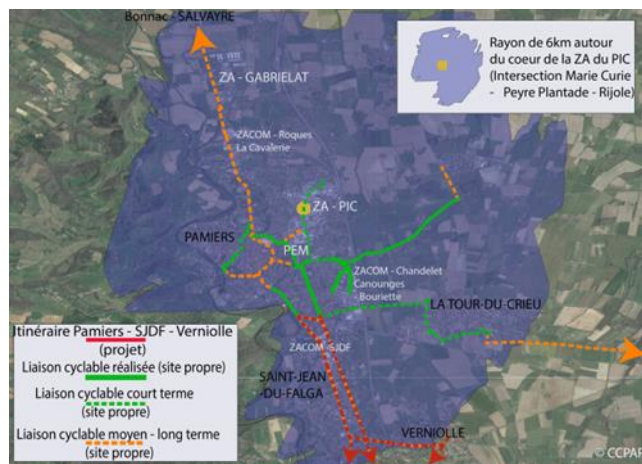 Bonnac - SALVAYRE
ZA - GABRIELAT
Rayon de 6km autour
du coeur de la ZA du PIC
(Intersection Marie Curie
- Peyre Plantade - Rijole)
ZACOM - Roques
La Cavalerie
ZA - PIC
PAMIERS
PEM
ZACOM - Chandelet
Canounges
- Bouriette
LA TOUR-DU-CRIEU
Itinéraire Pamiers - SJDF - Verniolle
(projet)
Liaison cyclable réalisée (site propre)
Liaison cyclable court terme
(site propre)
Liaison cyclable moyen - long terme
(site propre)
ZACOM - SJDF
SAINT-JEAN
-DU-FALGA
VERNIOLLE
© CCPAP